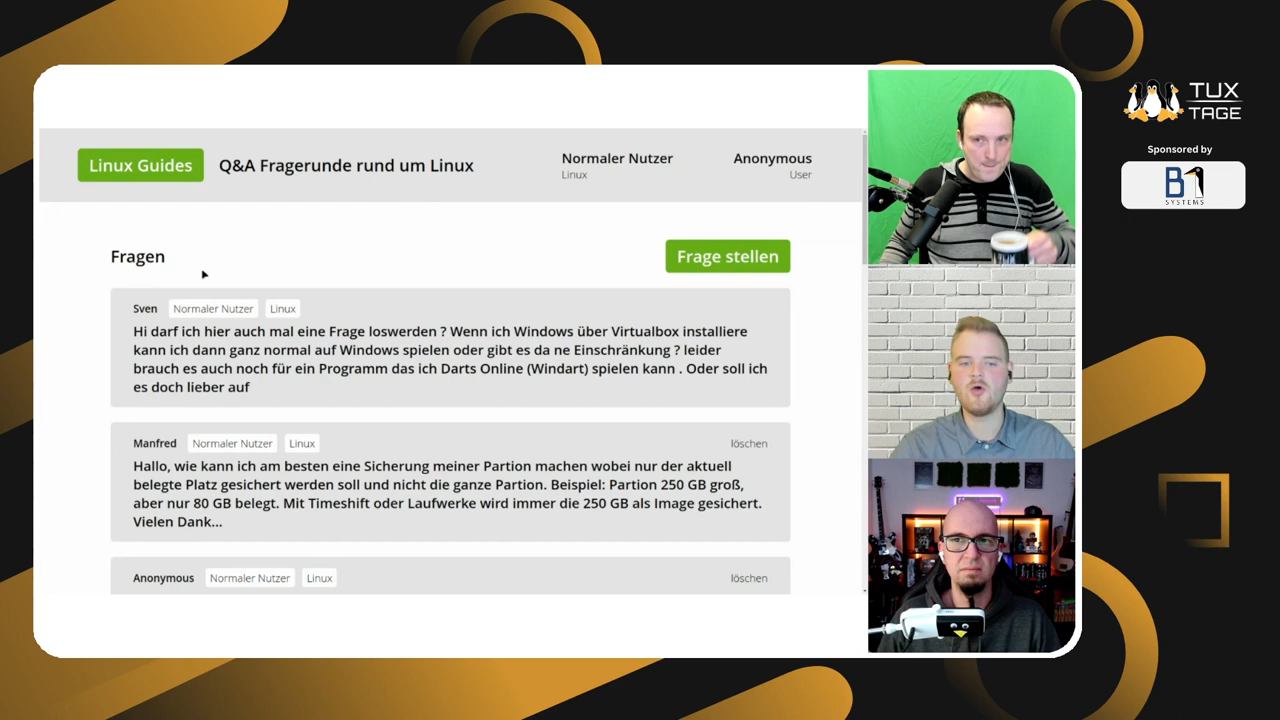 Linux Guides
Q&A Fragerunde rund um Linux
Normaler Nutzer
Linux
Anonymous
User
Fragen
Frage stellen
Sven Normaler Nutzer Linux
Hi darf ich hier auch mal eine Frage loswerden ? Wenn ich Windows über Virtualbox installiere
kann ich dann ganz normal auf Windows spielen oder gibt es da ne Einschränkung ? leider
brauch es auch noch für ein Programm das ich Darts Online (Windart) spielen kann . Oder soll ich
es doch lieber auf
Manfred Normaler Nutzer Linux löschen
Hallo, wie kann ich am besten eine Sicherung meiner Partion machen wobei nur der aktuell
belegte Platz gesichert werden soll und nicht die ganze Partion. Beispiel: Partion 250 GB groß,
aber nur 80 GB belegt. Mit Timeshift oder Laufwerke wird immer die 250 GB als Image gesichert.
Vielen Dank...
Anonymous Normaler Nutzer Linux löschen
TUX
TAGE
Sponsored by
B1
SYSTEMS